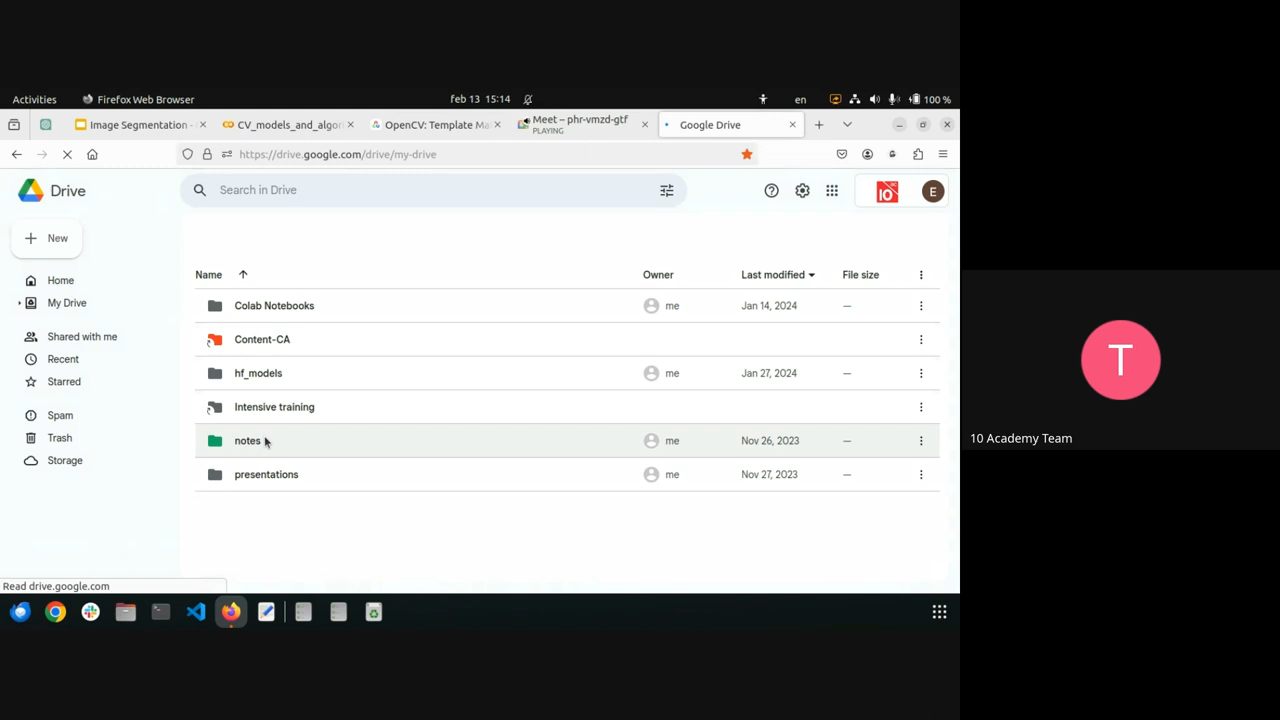 Activities
Firefox Web Browser
feb 13 15:14
en
100 %
Image Segmentation -
CV_models_and_algori
OpenCV: Template Ma
Meet – phr-vmzd-gtf
PLAYING
Google Drive
https://drive.google.com/drive/my-drive
Drive
Search in Drive
10
E
New
Home
My Drive
Shared with me
Recent
Starred
Spam
Trash
Storage
Name Owner Last modified File size
Colab Notebooks me Jan 14, 2024 —
Content-CA
hf_models me Jan 27, 2024 —
Intensive training
notes me Nov 26, 2023 —
presentations me Nov 27, 2023 —
Read drive.google.com
T
10 Academy Team